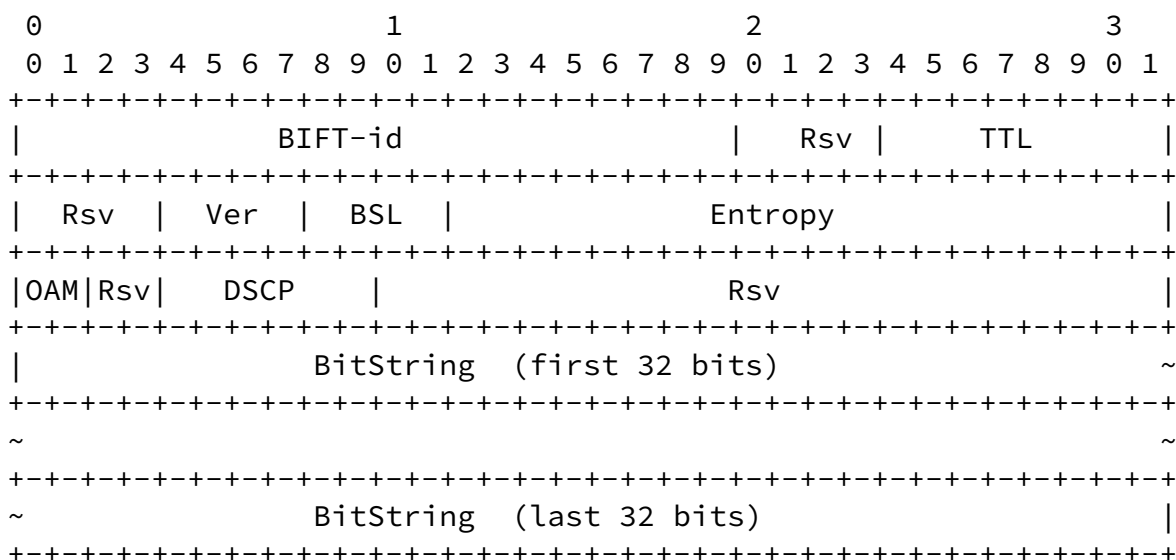 0                   1                   2                   3
 0 1 2 3 4 5 6 7 8 9 0 1 2 3 4 5 6 7 8 9 0 1 2 3 4 5 6 7 8 9 0 1
+-+-+-+-+-+-+-+-+-+-+-+-+-+-+-+-+-+-+-+-+-+-+-+-+-+-+-+-+-+-+-+-+
|              BIFT-id                  |   Rsv |     TTL       |
+-+-+-+-+-+-+-+-+-+-+-+-+-+-+-+-+-+-+-+-+-+-+-+-+-+-+-+-+-+-+-+-+
|  Rsv  |  Ver  |  BSL  |              Entropy                  |
+-+-+-+-+-+-+-+-+-+-+-+-+-+-+-+-+-+-+-+-+-+-+-+-+-+-+-+-+-+-+-+-+
|OAM|Rsv|   DSCP    |                   Rsv                     |
+-+-+-+-+-+-+-+-+-+-+-+-+-+-+-+-+-+-+-+-+-+-+-+-+-+-+-+-+-+-+-+-+
|                BitString  (first 32 bits)                     ~
+-+-+-+-+-+-+-+-+-+-+-+-+-+-+-+-+-+-+-+-+-+-+-+-+-+-+-+-+-+-+-+-+
~                                                               ~
+-+-+-+-+-+-+-+-+-+-+-+-+-+-+-+-+-+-+-+-+-+-+-+-+-+-+-+-+-+-+-+-+
~                BitString  (last 32 bits)                      |
+-+-+-+-+-+-+-+-+-+-+-+-+-+-+-+-+-+-+-+-+-+-+-+-+-+-+-+-+-+-+-+-+